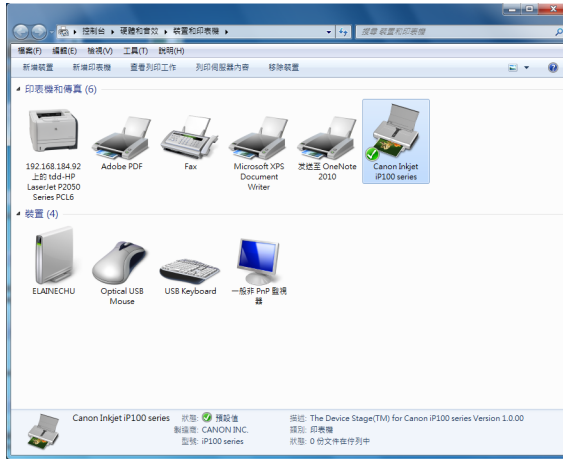 控制台 ▸ 硬體和音效 ▸ 裝置和印表機 ▸
搜尋 裝置和印表機
檔案(F) 編輯(E) 檢視(V) 工具(T) 說明(H)
新增裝置 新增印表機 查看列印工作 列印伺服器內容 移除裝置
印表機和傳真 (6)
192.168.184.92
上的 tdd-HP
LaserJet P2050
Series PCL6
Adobe PDF
Fax
Microsoft XPS
Document
Writer
发送至 OneNote
2010
Canon Inkjet
iP100 series
裝置 (4)
ELAINECHU
Optical USB
Mouse
USB Keyboard
一般非 PnP 監視
器
Canon Inkjet iP100 series 狀態: 預設值 描述: The Device Stage(TM) for Canon iP100 series Version 1.0.00
製造商: CANON INC. 類別: 印表機
型號: iP100 series 狀態: 0 份文件在佇列中